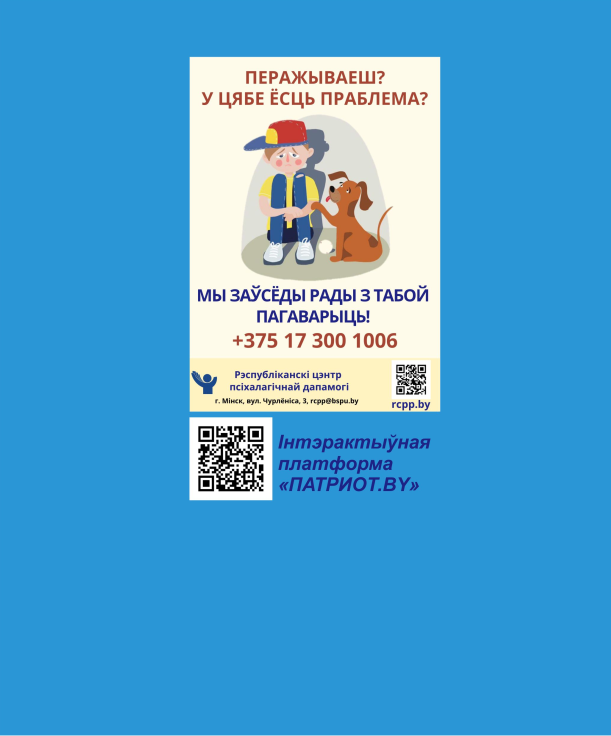 ПЕРАЖЫВАЕШ?
У ЦЯБЕ ЁСЦЬ ПРАБЛЕМА?
МЫ ЗАЎСЁДЫ РАДЫ З ТАБОЙ
ПАГАВАРЫЦЬ!
+375 17 300 1006
Рэспубліканскі цэнтр
псіхалагічнай дапамогі
г. Мінск, вул. Чурлёніса, 3, rcpp@bspu.by
rcpp.by
Інтэрактыўная
платформа
«ПАТРИОТ.BY»